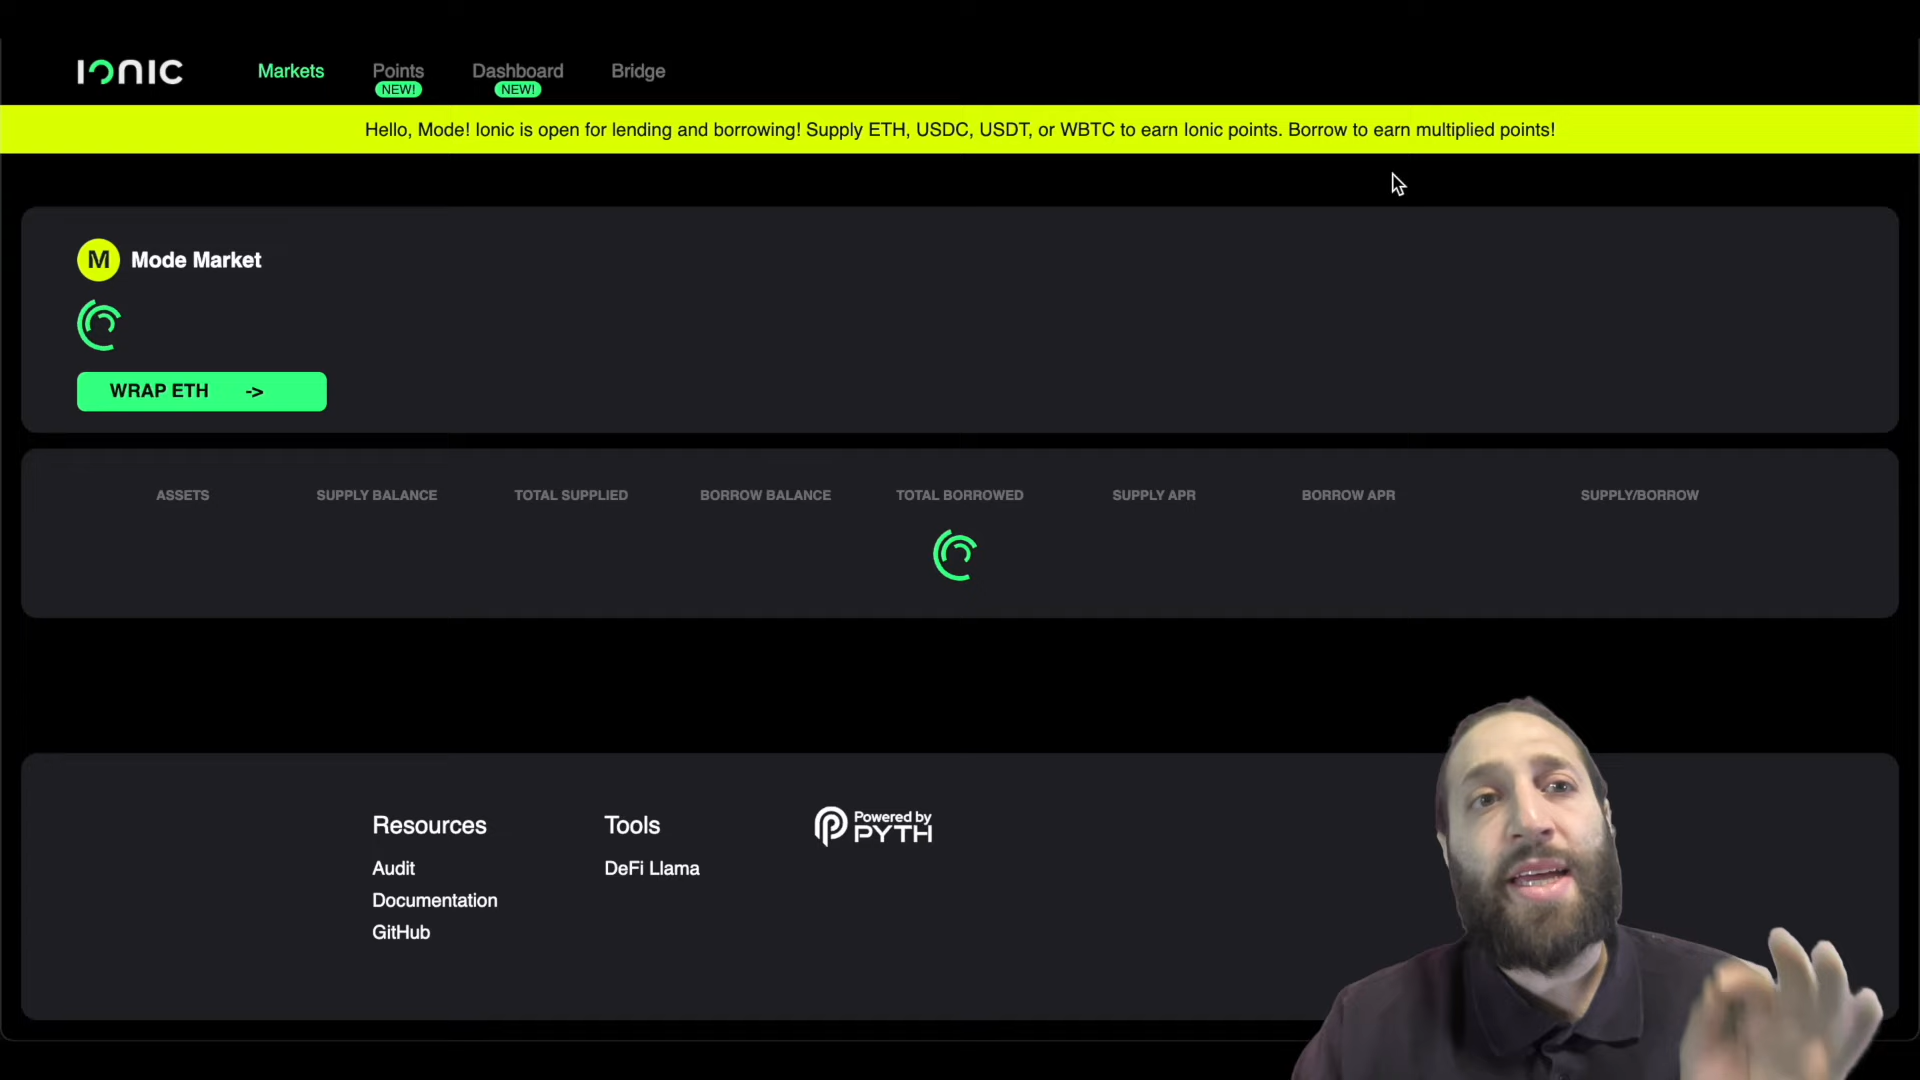 IONIC
Markets
Points
NEW!
Dashboard
NEW!
Bridge
Hello, Mode! Ionic is open for lending and borrowing! Supply ETH, USDC, USDT, or WBTC to earn Ionic points. Borrow to earn multiplied points!
M Mode Market
WRAP ETH ->
ASSETS SUPPLY BALANCE TOTAL SUPPLIED BORROW BALANCE TOTAL BORROWED SUPPLY APR BORROW APR SUPPLY/BORROW
Resources
Audit
Documentation
GitHub
Tools
DeFi Llama
Powered by
PYTH